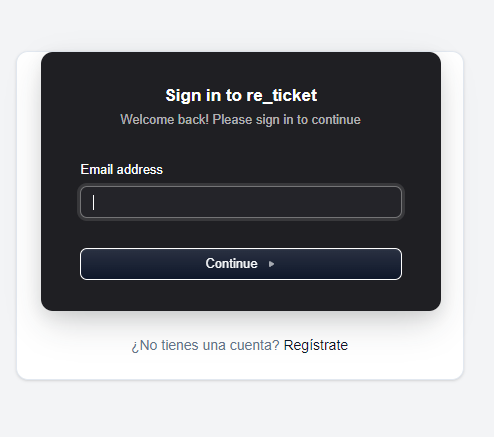 Sign in to re_ticket
Welcome back! Please sign in to continue
Email address
Continue
¿No tienes una cuenta? Regístrate